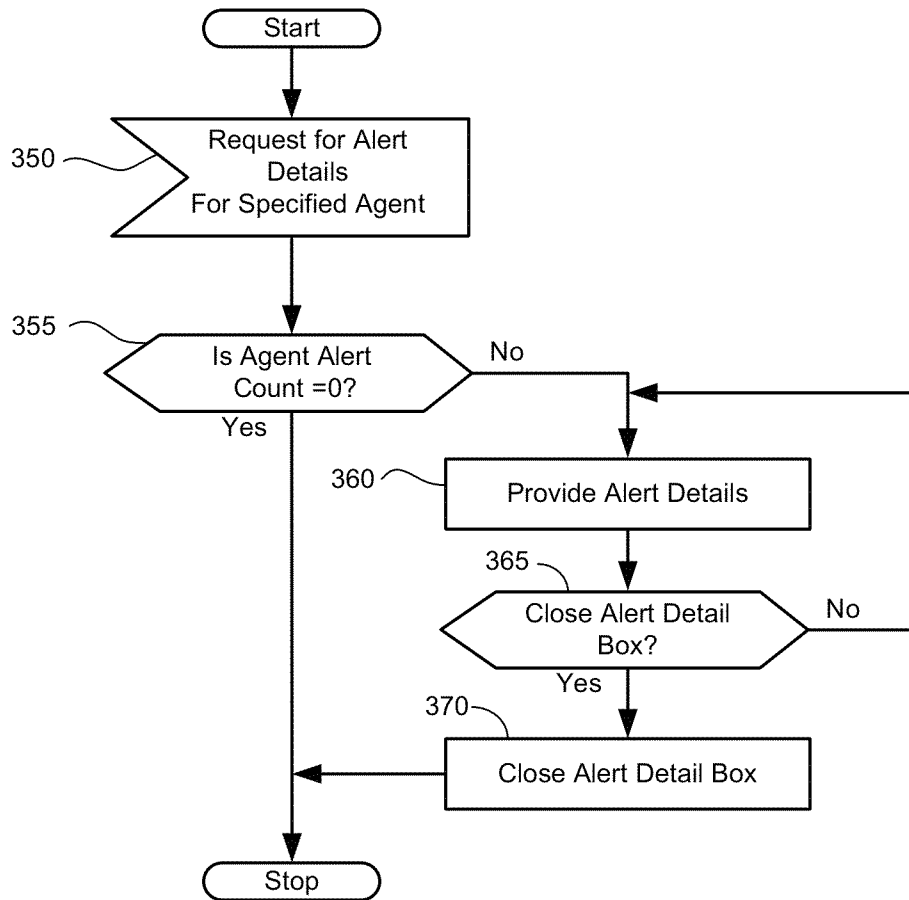 Start
350
Request for Alert
Details
For Specified Agent
355
Is Agent Alert
Count =0?
No
Yes
360
Provide Alert Details
365
Close Alert Detail
Box?
No
Yes
370
Close Alert Detail Box
Stop